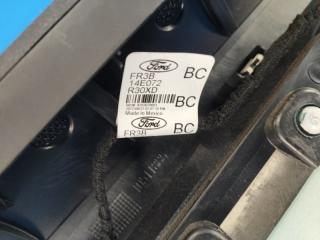 Ford
FR3B BC
14E072
R30XD
BC
Made in Mexico
Ford
FR3B BC